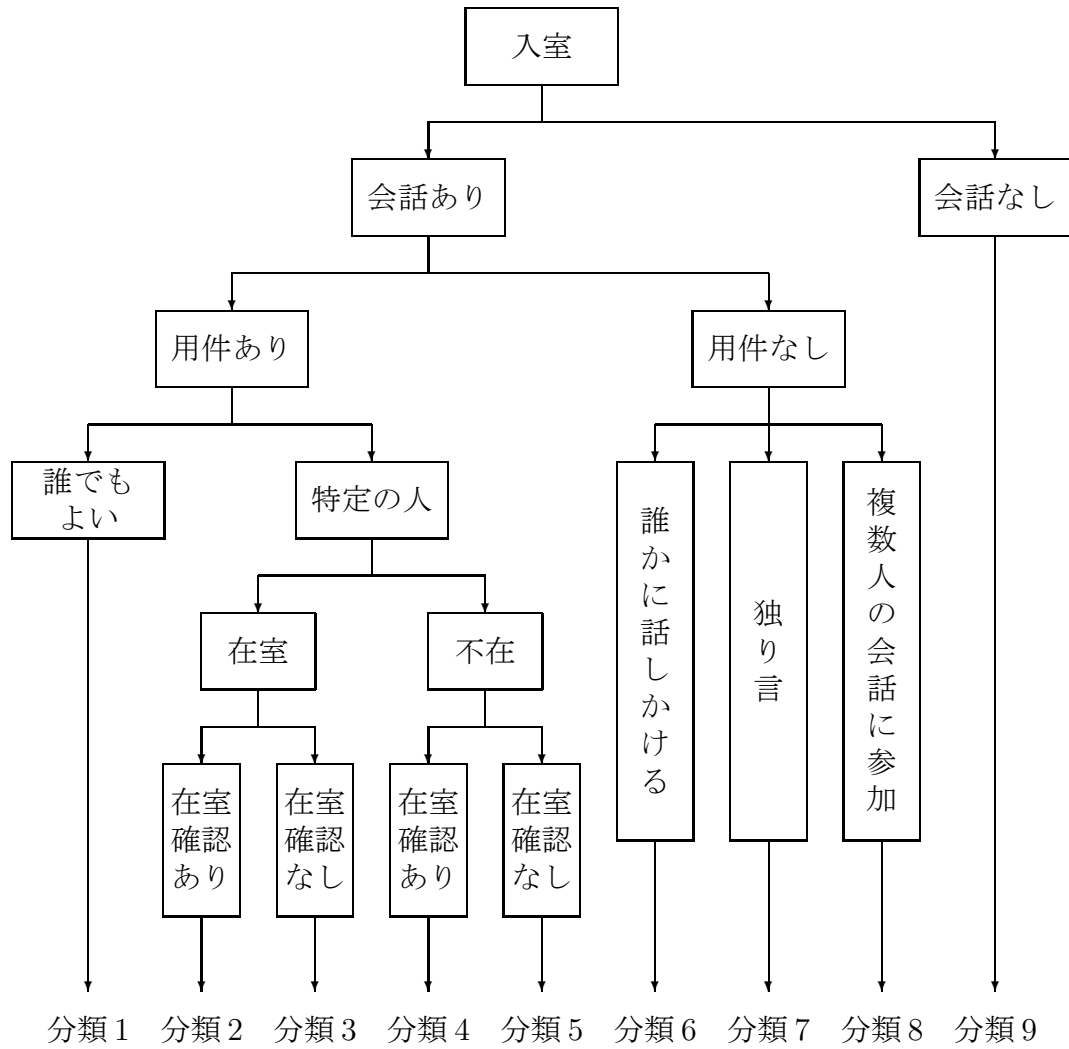 入室
会話あり
会話なし
用件あり
用件なし
誰でも
よい
特定の人
誰かに話しかける
独り言
複数人の会話に参加
在室
不在
在室
確認
あり
在室
確認
なし
在室
確認
あり
在室
確認
なし
分類1 分類2 分類3 分類4 分類5 分類6 分類7 分類8 分類9